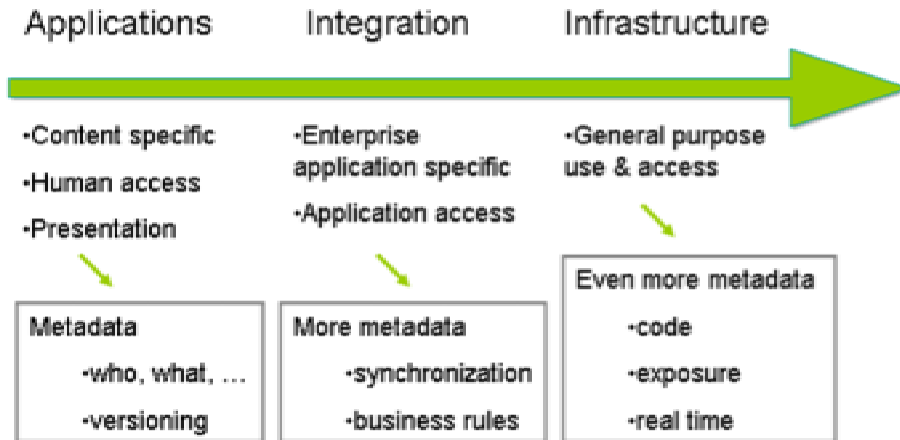 Applications
Integration
Infrastructure
•Content specific
•Human access
•Presentation
•Enterprise
application specific
•Application access
•General purpose
use & access
Metadada
•who, what, ...
•versioning
More metadata
•synchronization
•business rules
Even more metadata
•code
•exposure
•real time